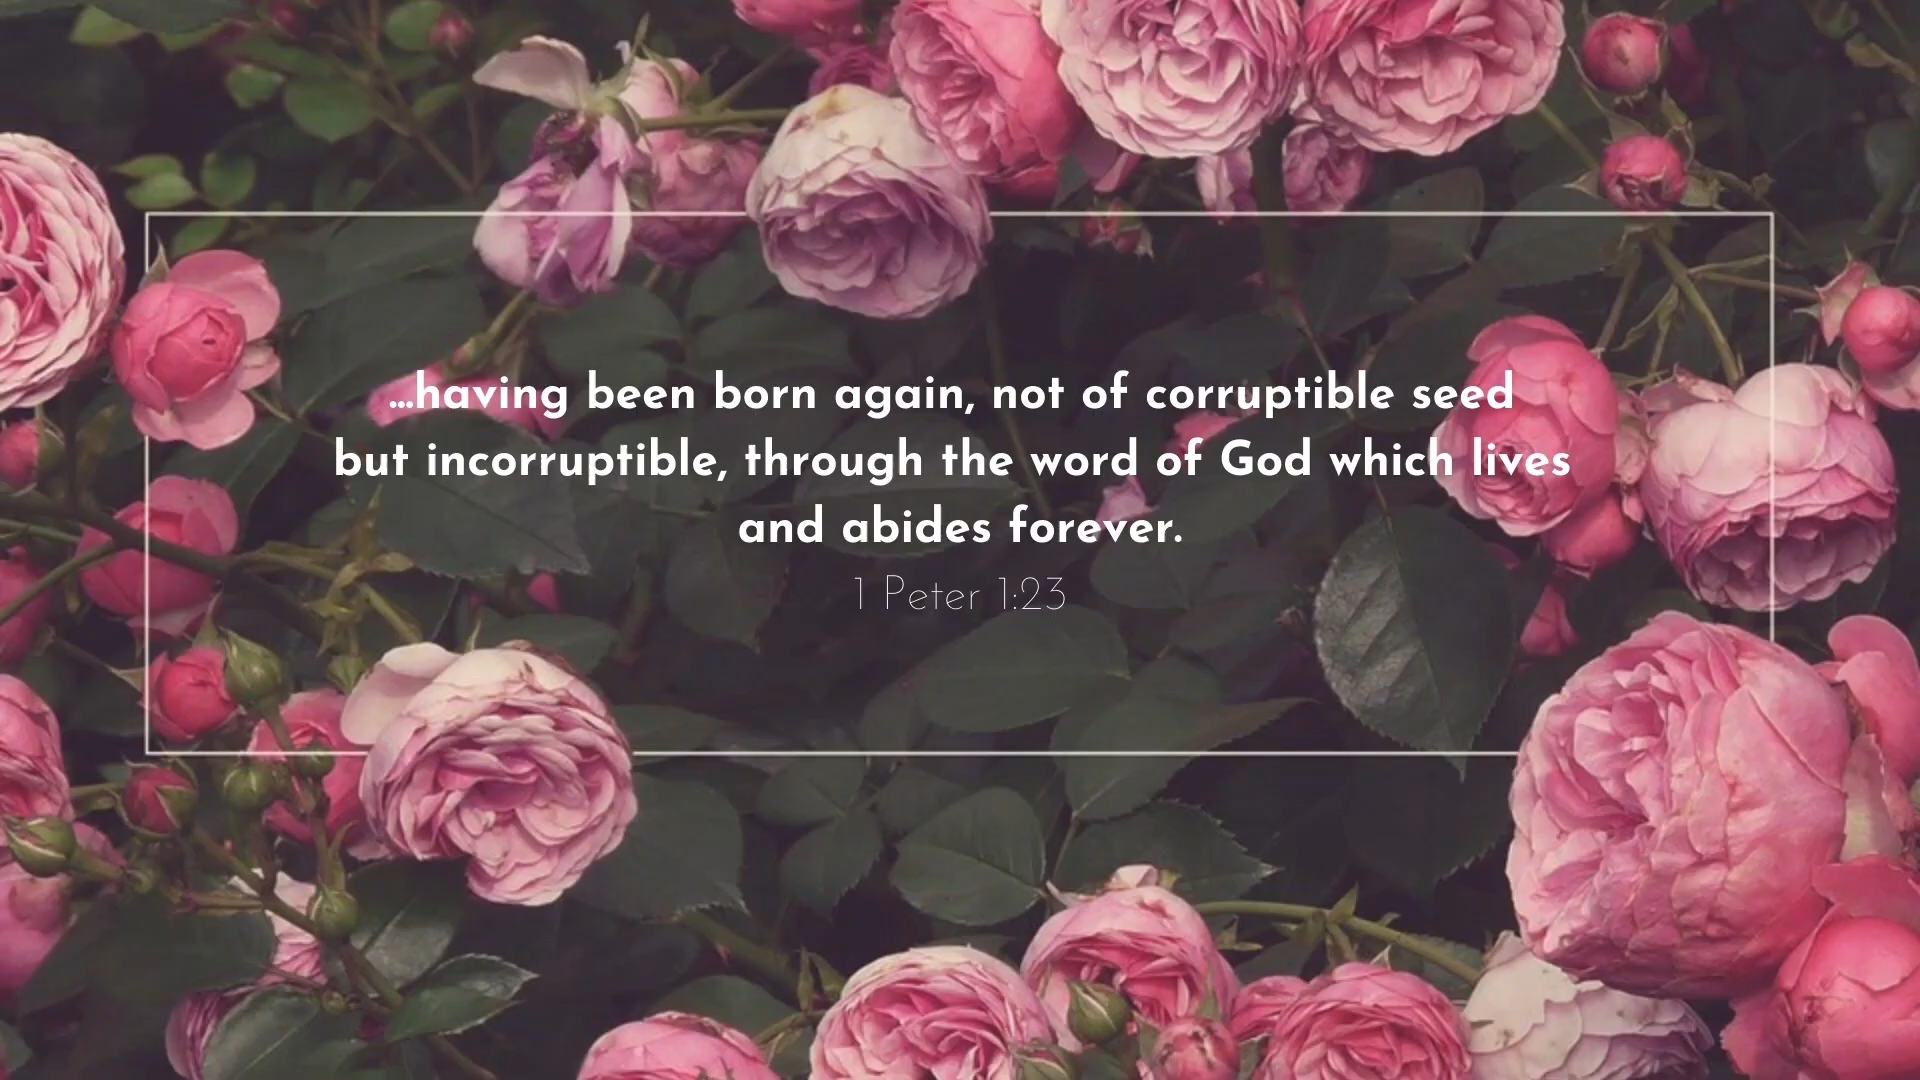 ...having been born again, not of corruptible seed
but incorruptible, through the word of God which lives
and abides forever.
1 Peter 1:23